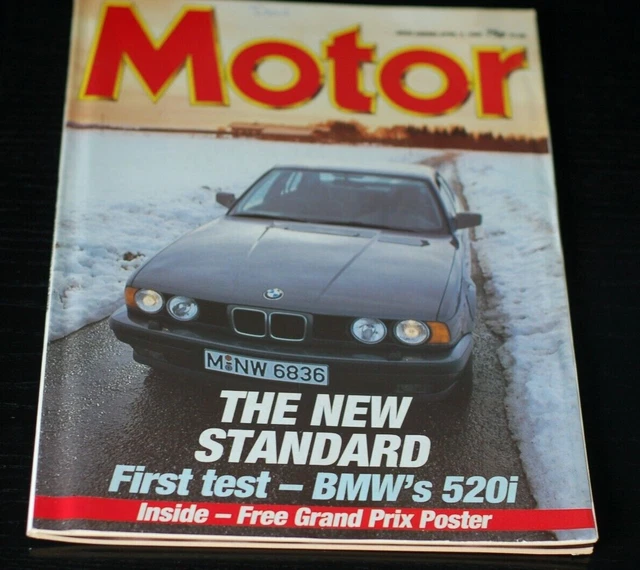 Motor
M NW 6836
THE NEW
STANDARD
First test – BMW's 520i
Inside – Free Grand Prix Poster